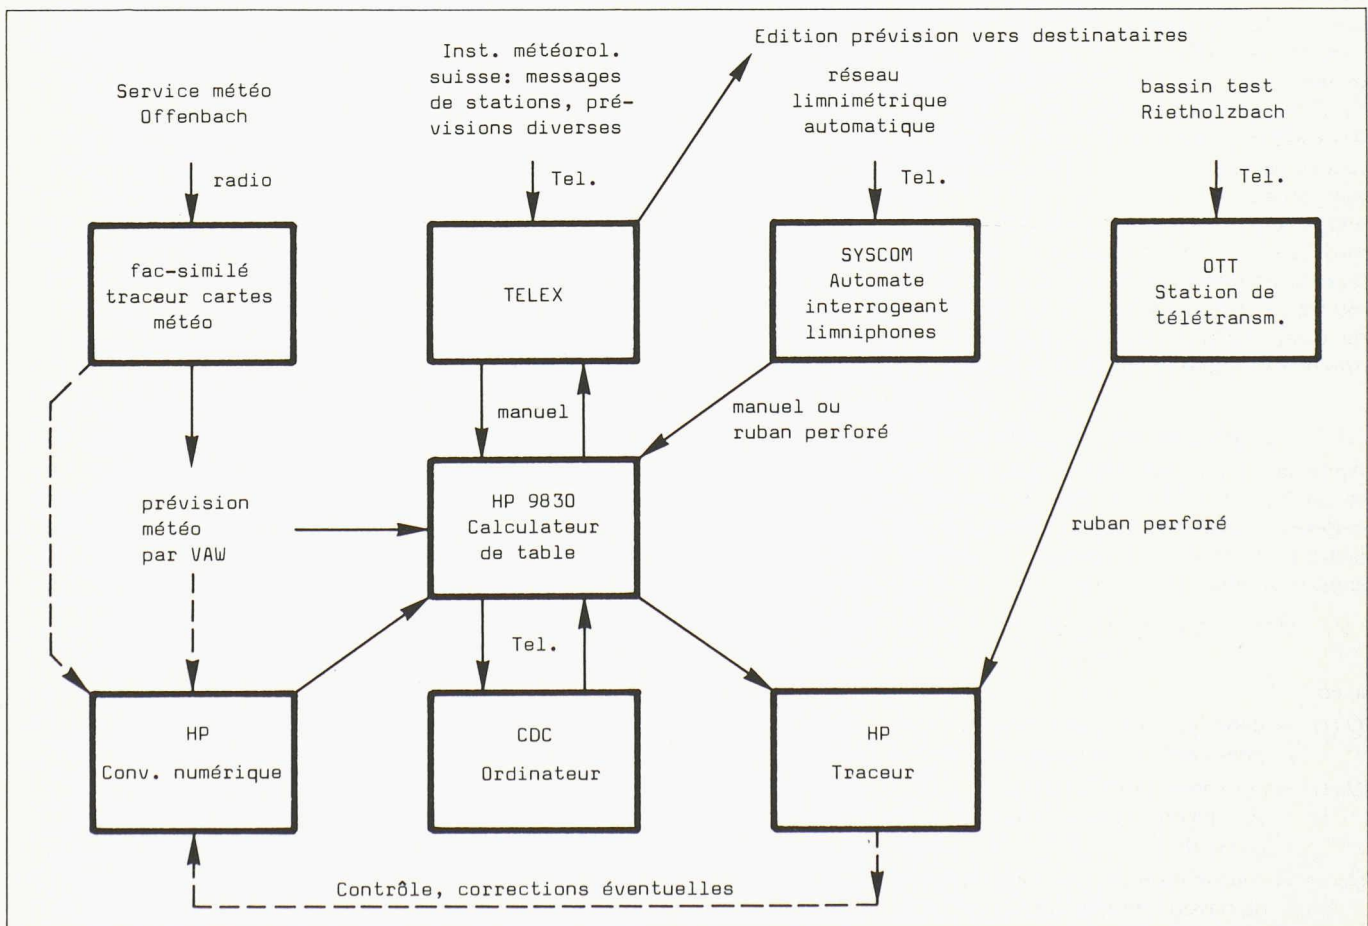 Edition prévision vers destinataires
Service météo
Offenbach
Inst. météorol.
suisse: messages
de stations, pré-
visions diverses
réseau
limnimétrique
automatique
bassin test
Rietholzbach
radio
Tel.
Tel.
Tel.
fac-similé
traceur cartes
météo
TELEX
SYSCOM
Automate
interrogeant
limniphones
OTT
Station de
télétransm.
manuel
manuel ou
ruban perforé
prévision
météo
par VAW
HP 9830
Calculateur
de table
ruban perforé
Tel.
HP
Conv. numérique
CDC
Ordinateur
HP
Traceur
Contrôle, corrections éventuelles